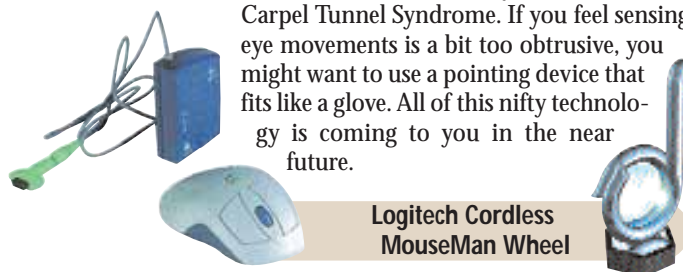 Carpel Tunnel Syndrome. If you feel sensing
eye movements is a bit too obtrusive, you
might want to use a pointing device that
fits like a glove. All of this nifty technolo-
gy is coming to you in the near
future.
Logitech Cordless
MouseMan Wheel